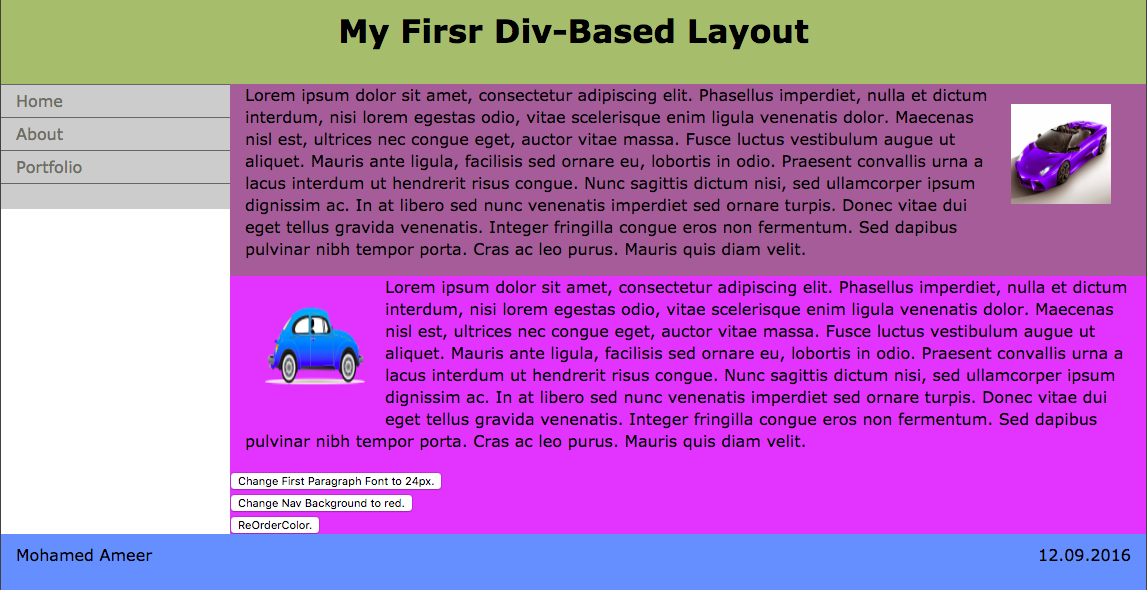 My Firsr Div-Based Layout
Home
About
Portfolio
Lorem ipsum dolor sit amet, consectetur adipiscing elit. Phasellus imperdiet, nulla et dictum
interdum, nisi lorem egestas odio, vitae scelerisque enim ligula venenatis dolor. Maecenas
nisl est, ultrices nec congue eget, auctor vitae massa. Fusce luctus vestibulum augue ut
aliquet. Mauris ante ligula, facilisis sed ornare eu, lobortis in odio. Praesent convallis urna a
lacus interdum ut hendrerit risus congue. Nunc sagittis dictum nisi, sed ullamcorper ipsum
dignissim ac. In at libero sed nunc venenatis imperdiet sed ornare turpis. Donec vitae dui
eget tellus gravida venenatis. Integer fringilla congue eros non fermentum. Sed dapibus
pulvinar nibh tempor porta. Cras ac leo purus. Mauris quis diam velit.
Lorem ipsum dolor sit amet, consectetur adipiscing elit. Phasellus imperdiet, nulla et dictum
interdum, nisi lorem egestas odio, vitae scelerisque enim ligula venenatis dolor. Maecenas
nisl est, ultrices nec congue eget, auctor vitae massa. Fusce luctus vestibulum augue ut
aliquet. Mauris ante ligula, facilisis sed ornare eu, lobortis in odio. Praesent convallis urna a
lacus interdum ut hendrerit risus congue. Nunc sagittis dictum nisi, sed ullamcorper ipsum
dignissim ac. In at libero sed nunc venenatis imperdiet sed ornare turpis. Donec vitae dui
eget tellus gravida venenatis. Integer fringilla congue eros non fermentum. Sed dapibus
pulvinar nibh tempor porta. Cras ac leo purus. Mauris quis diam velit.
Change First Paragraph Font to 24px.
Change Nav Background to red.
ReOrderColor.
Mohamed Ameer
12.09.2016